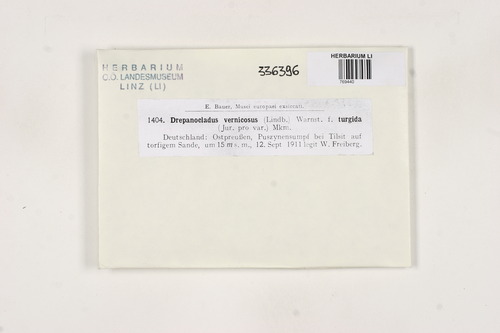 HERBARIUM
O.Ö. LANDESMUSEUM
LINZ (LI)
336396
HERBARIUM LI
E. Bauer, Musci europaei exsiccati.
1404. Drepanocladus vernicosus (Lindb.) Warnst. f. turgida
(Jur. pro var.) Mkm.
Deutschland: Ostpreußen, Puszynensumpf bei Tilsit auf
torfigem Sande, um 15 m s. m., 12. Sept 1911 legit W. Freiberg.